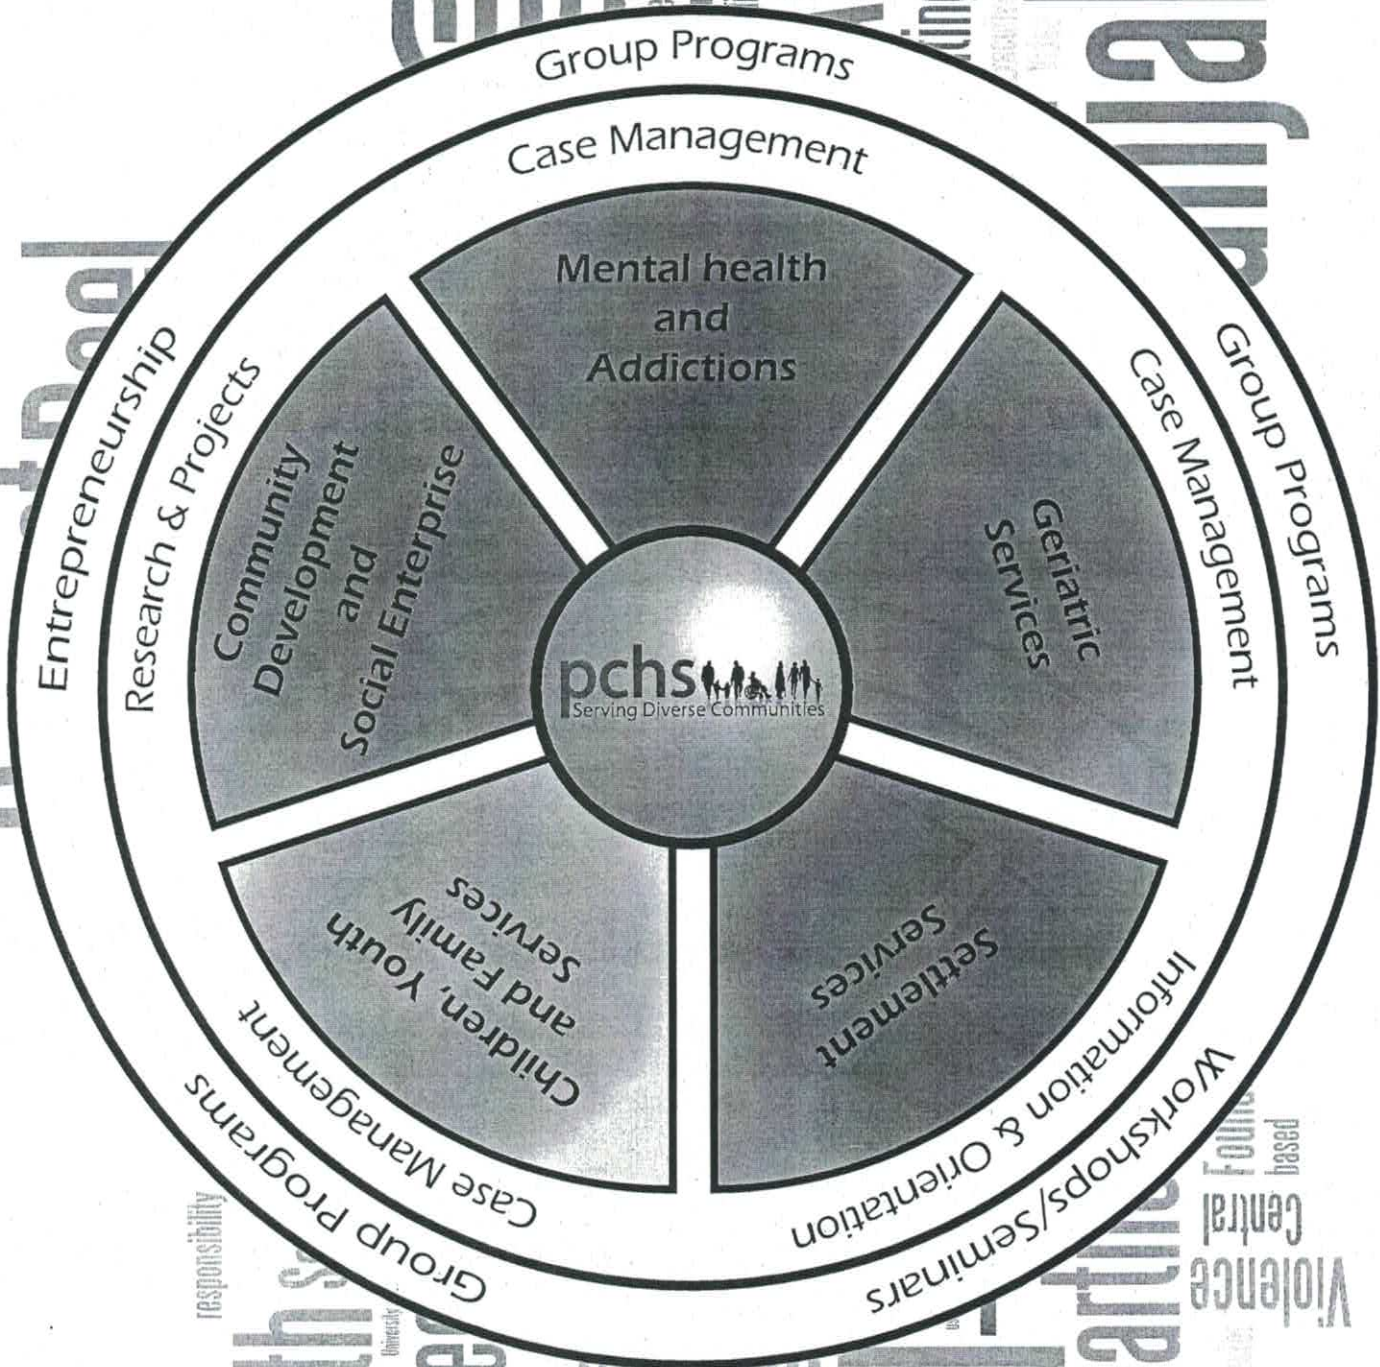 Group Programs
Case Management
Mental health
and
Addictions
Group Programs
Case Management
Geriatric
Services
Workshops/Seminars
Information & Orientation
Settlement
Services
Group Programs
Case Management
Children, Youth
and Family
Services
Entrepreneurship
Research & Projects
Community
Development
and
Social Enterprise
pchs
Serving Diverse Communities
responsibility
University
based
Central
Violence